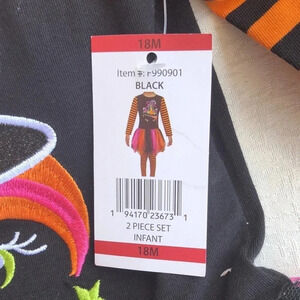 18M
Item #: F990901
BLACK
1 94170 23673 1
2 PIECE SET
INFANT
18M